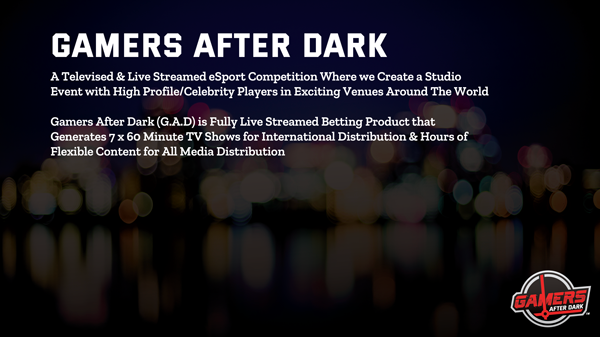 GAMERS AFTER DARK
A Televised & Live Streamed eSport Competition Where we Create a Studio
Event with High Profile/Celebrity Players in Exciting Venues Around The World
Gamers After Dark (G.A.D) is Fully Live Streamed Betting Product that
Generates 7 x 60 Minute TV Shows for International Distribution & Hours of
Flexible Content for All Media Distribution
GAMERS
AFTER DARK
TM